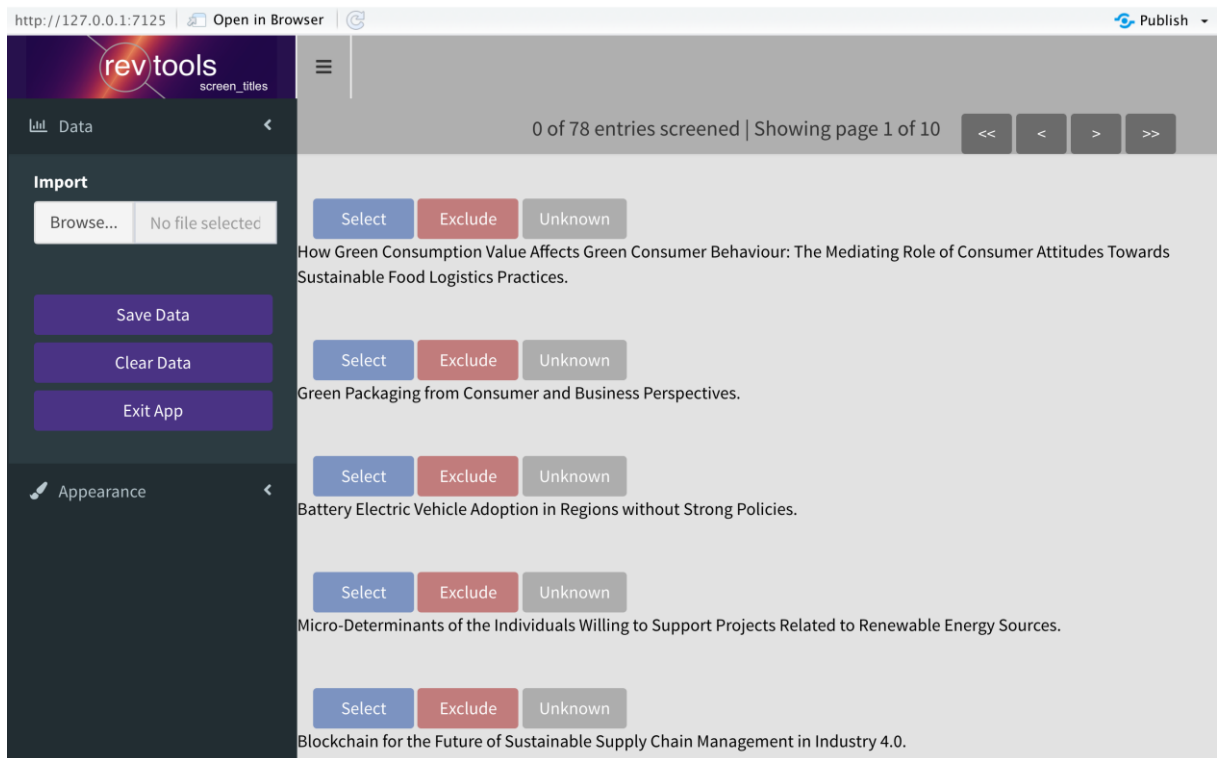 http://127.0.0.1:7125 Open in Browser Publish
revtools
screen_titles
Data
0 of 78 entries screened | Showing page 1 of 10 << < > >>
Import
Browse... No file selected
Save Data
Clear Data
Exit App
Appearance
Select Exclude Unknown
How Green Consumption Value Affects Green Consumer Behaviour: The Mediating Role of Consumer Attitudes Towards
Sustainable Food Logistics Practices.
Select Exclude Unknown
Green Packaging from Consumer and Business Perspectives.
Select Exclude Unknown
Battery Electric Vehicle Adoption in Regions without Strong Policies.
Select Exclude Unknown
Micro-Determinants of the Individuals Willing to Support Projects Related to Renewable Energy Sources.
Select Exclude Unknown
Blockchain for the Future of Sustainable Supply Chain Management in Industry 4.0.